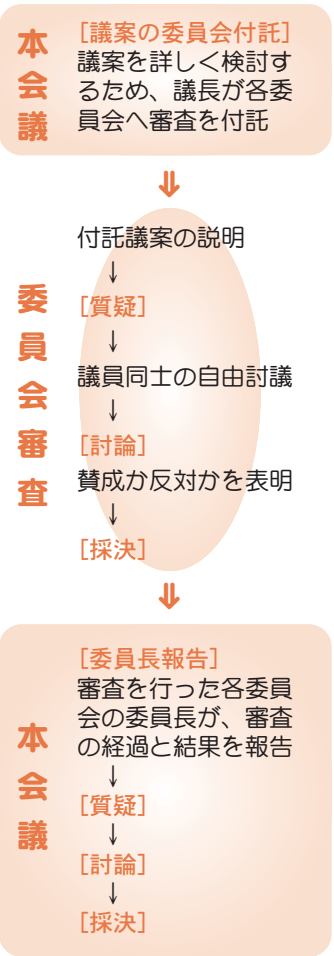 本会議
［議案の委員会付託］
議案を詳しく検討す
るため、議長が各委
員会へ審査を付託
⇓
委員会審査
付託議案の説明
↓
［質疑］
↓
議員同士の自由討議
↓
［討論］
賛成か反対かを表明
↓
［採決］
⇓
本会議
［委員長報告］
審査を行った各委員
会の委員長が、審査
の経過と結果を報告
↓
［質疑］
↓
［討論］
↓
［採決］